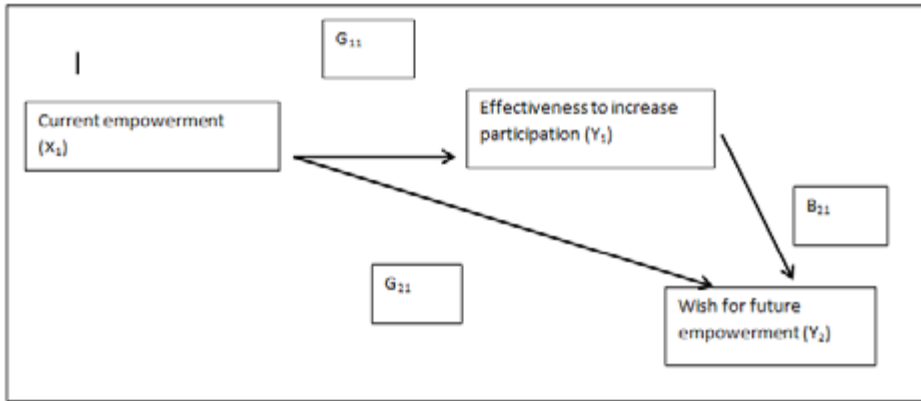 G₁₁
|
Current empowerment
(X₁)
Effectiveness to increase
participation (Y₁)
B₂₁
G₂₁
Wish for future
empowerment (Y₂)